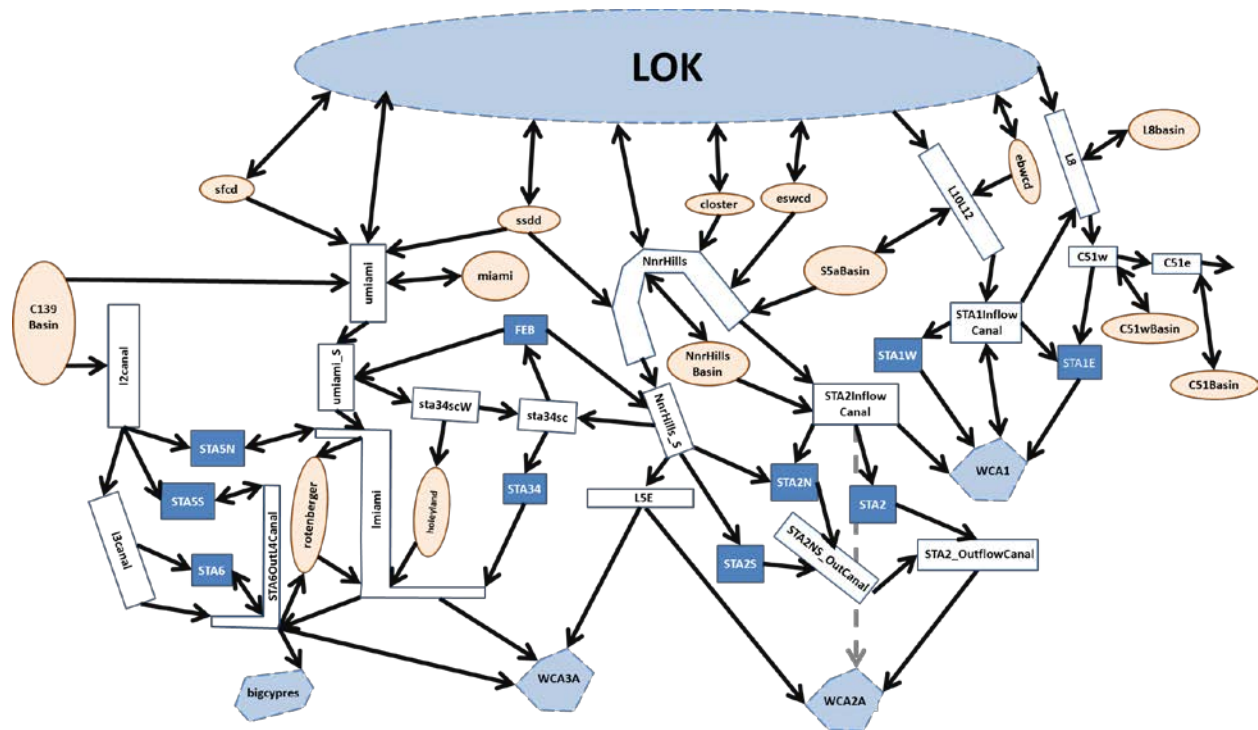 LOK
L8basin
L8
ebwcd
sfcd
L10L12
closter
eswcd
ssdd
NnrHills
S5aBasin
C51w
C51e
miami
umiami
C139
Basin
STA1Inflow
Canal
C51wBasin
FEB
STA1W
STA1E
NnrHills
Basin
l2canal
umiami_S
C51Basin
sta34scW
sta34sc
STA2Inflow
Canal
NnrHills_S
STA5N
WCA1
STA2N
STA34
L5E
STA5S
STA2
rotenberger
lmiami
holeyland
l3canal
STA6OutL4Canal
STA2NS_OutCanal
STA2_OutflowCanal
STA6
STA2S
WCA3A
bigcypres
WCA2A